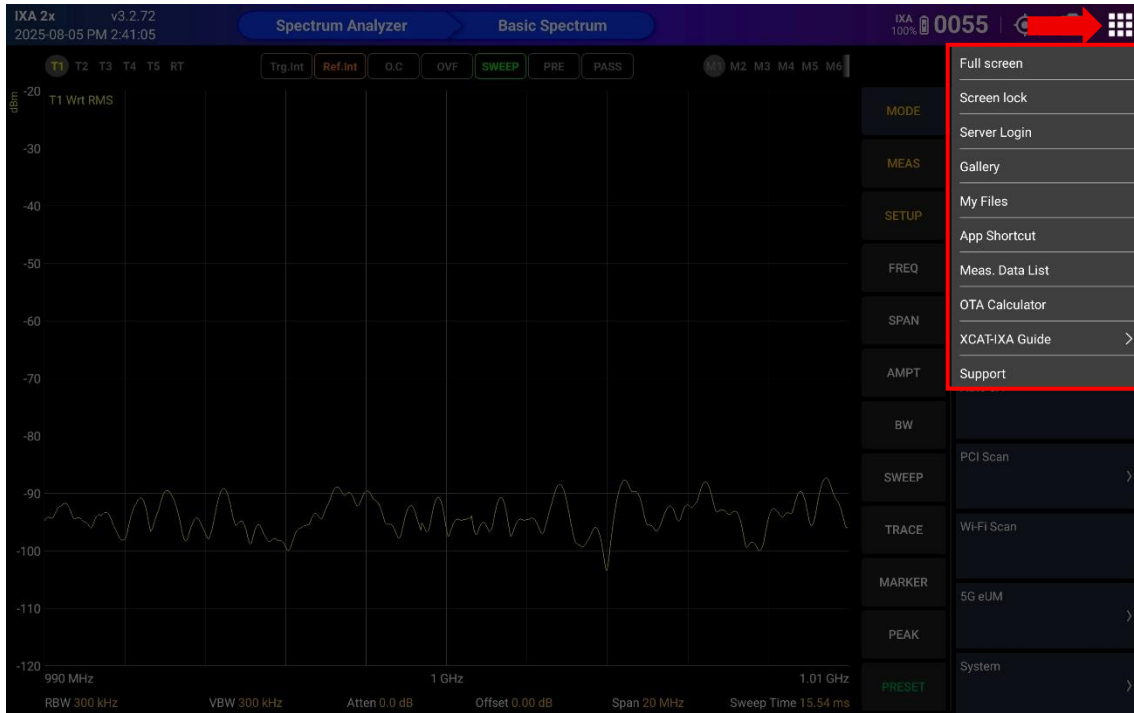 IXA 2x v3.2.72
2025-08-05 PM 2:41:05
Spectrum Analyzer
Basic Spectrum
IXA
100%
0055
T1 T2 T3 T4 T5 RT
Trg.Int Ref.Int O.C OVF SWEEP PRE PASS
M1 M2 M3 M4 M5 M6
dBm
T1 Wrt RMS
-20
-30
-40
-50
-60
-70
-80
-90
-100
-110
-120
990 MHz 1 GHz 1.01 GHz
RBW 300 kHz VBW 300 kHz Atten 0.0 dB Offset 0.00 dB Span 20 MHz Sweep Time 15.54 ms
MODE
MEAS
SETUP
FREQ
SPAN
AMPT
BW
SWEEP
TRACE
MARKER
PEAK
PRESET
Full screen
Screen lock
Server Login
Gallery
My Files
App Shortcut
Meas. Data List
OTA Calculator
XCAT-IXA Guide
Support
PCI Scan
Wi-Fi Scan
5G eUM
System